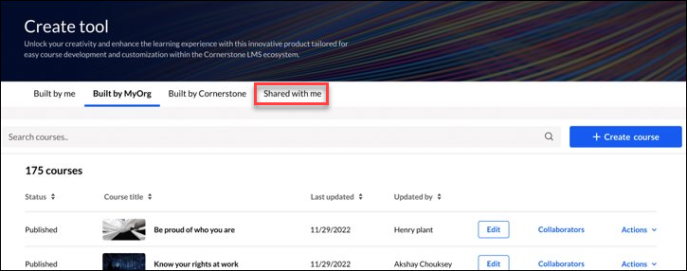 Create tool
Unlock your creativity and enhance the learning experience with this innovative product tailored for
easy course development and customization within the Cornerstone LMS ecosystem.
Built by me Built by MyOrg Built by Cornerstone Shared with me
Search courses.. + Create course
175 courses
Status Course title Last updated Updated by
Published Be proud of who you are 11/29/2022 Henry plant Edit Collaborators Actions
Published Know your rights at work 11/29/2022 Akshay Chouksey Edit Collaborators Actions